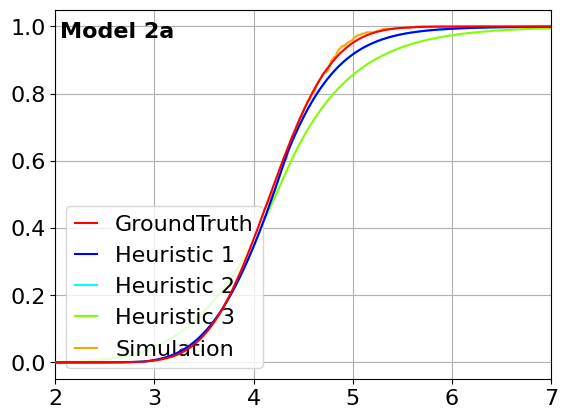 Model 2a
1.0
0.8
0.6
0.4
0.2
0.0
GroundTruth
Heuristic 1
Heuristic 2
Heuristic 3
Simulation
2 3 4 5 6 7